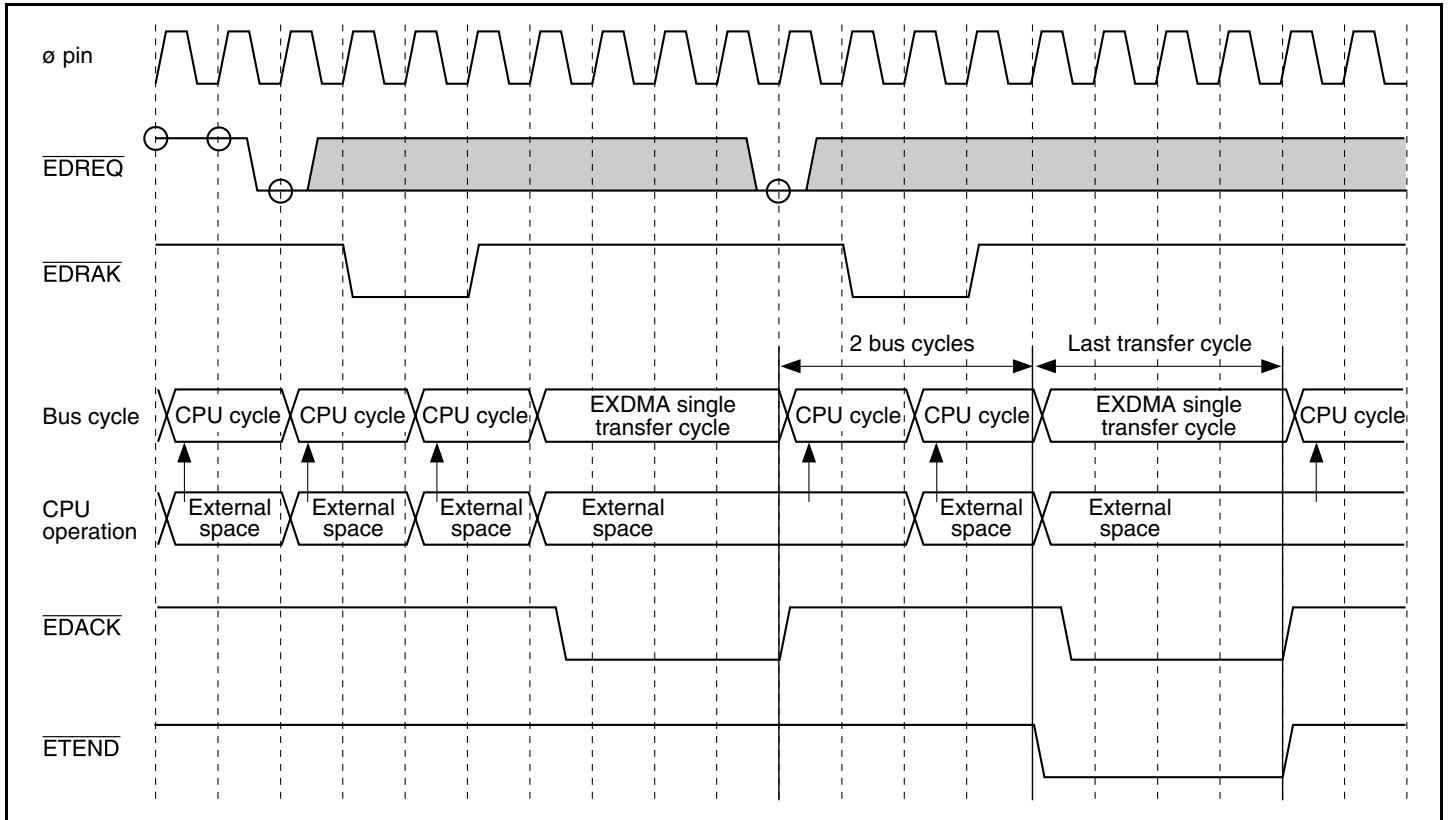 ø pin
EDREQ
EDRAK
2 bus cycles
Last transfer cycle
Bus cycle
CPU cycle
CPU cycle
CPU cycle
EXDMA single
transfer cycle
CPU cycle
CPU cycle
EXDMA single
transfer cycle
CPU cycle
CPU
operation
External
space
External
space
External
space
External
space
External
space
External
space
EDACK
ETEND